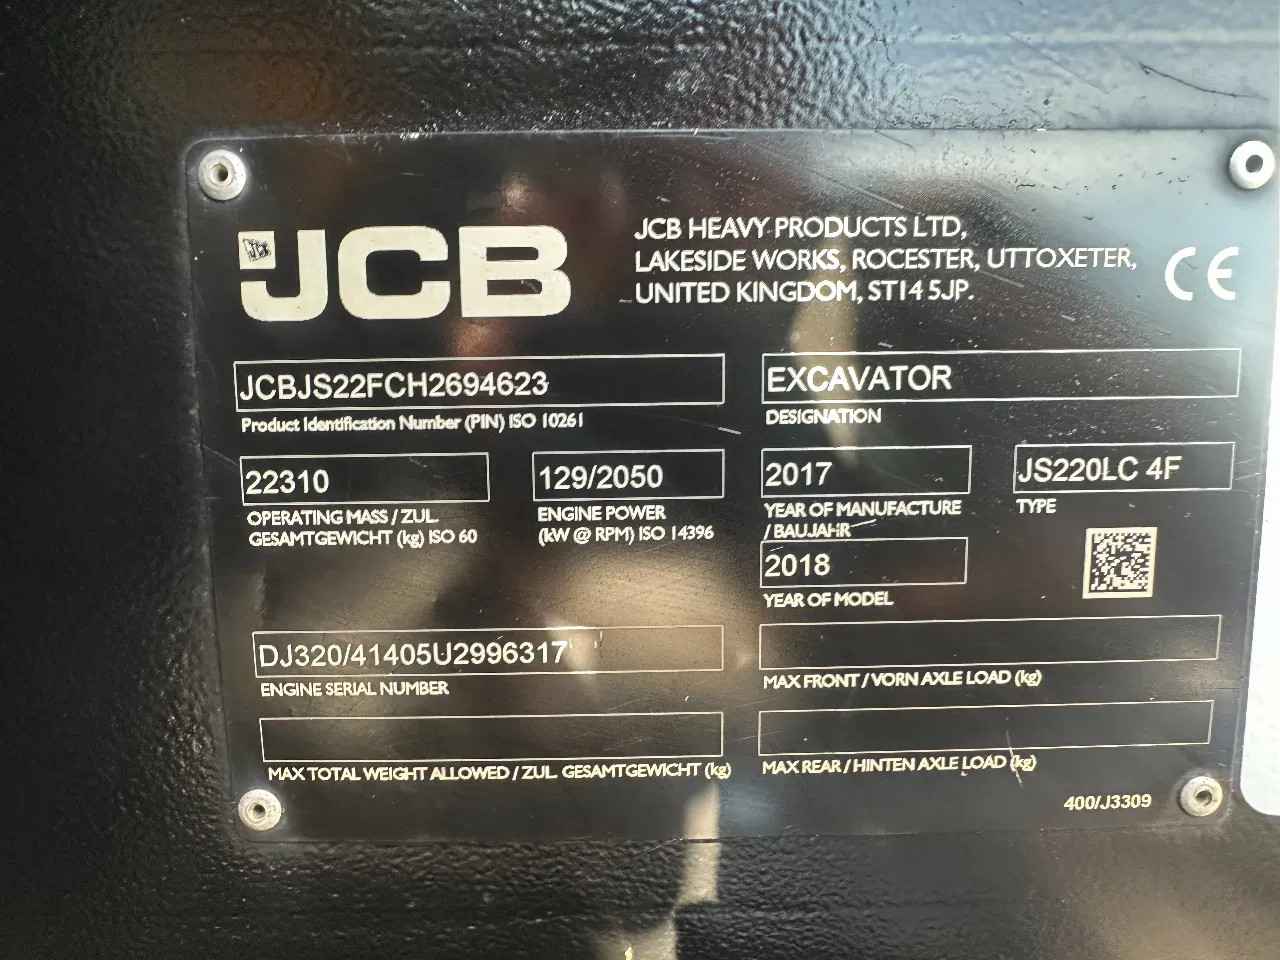 JCB
JCB HEAVY PRODUCTS LTD,
LAKESIDE WORKS, ROCESTER, UTTOXETER,
UNITED KINGDOM, ST14 5JP.
CE
JCBJS22FCH2694623
Product Identification Number (PIN) ISO 10261
EXCAVATOR
DESIGNATION
22310
OPERATING MASS / ZUL.
GESAMTGEWICHT (kg) ISO 60
129/2050
ENGINE POWER
(kW @ RPM) ISO 14396
2017
YEAR OF MANUFACTURE
/ BAUJAHR
JS220LC 4F
TYPE
2018
YEAR OF MODEL
DJ320/41405U2996317
ENGINE SERIAL NUMBER
MAX FRONT / VORN AXLE LOAD (kg)
MAX TOTAL WEIGHT ALLOWED / ZUL. GESAMTGEWICHT (kg)
MAX REAR / HINTEN AXLE LOAD (kg)
400/J3309